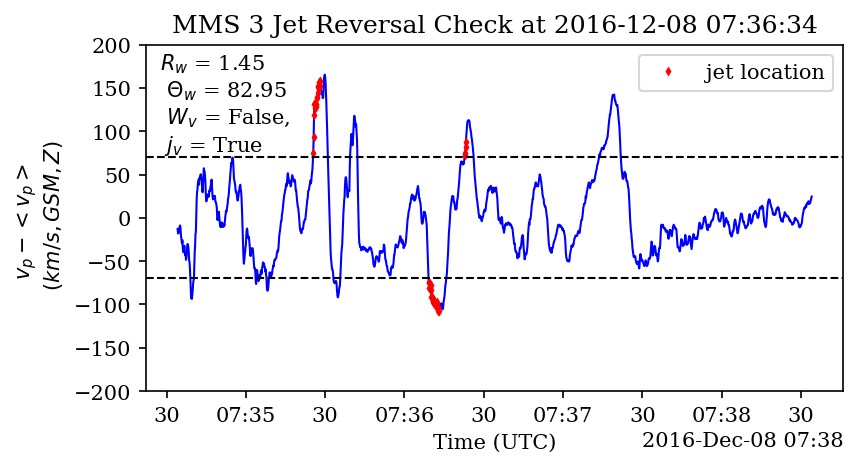 MMS 3 Jet Reversal Check at 2016-12-08 07:36:34
R_w = 1.45
Θ_w = 82.95
W_v = False,
j_v = True
jet location
v_p − < v_p >
(km/s, GSM, Z)
200
150
100
50
0
−50
−100
−150
−200
30 07:35 30 07:36 30 07:37 30 07:38 30
Time (UTC)
2016-Dec-08 07:38